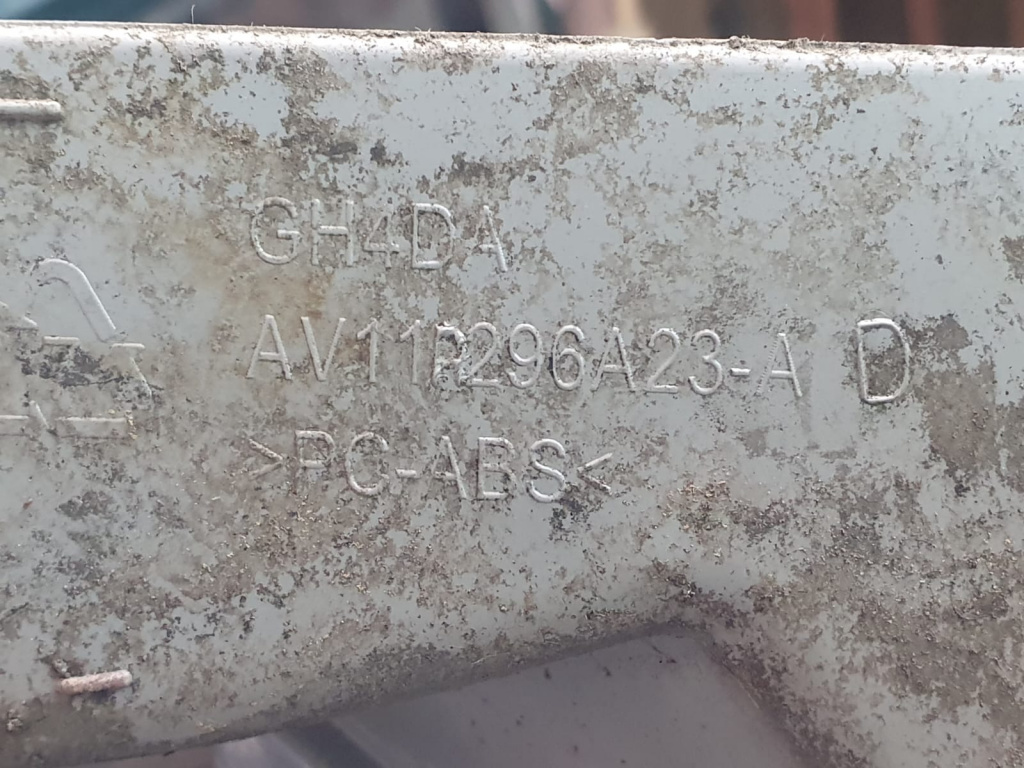 GH4DA
AV11R296A23-A D
>PC-ABS<